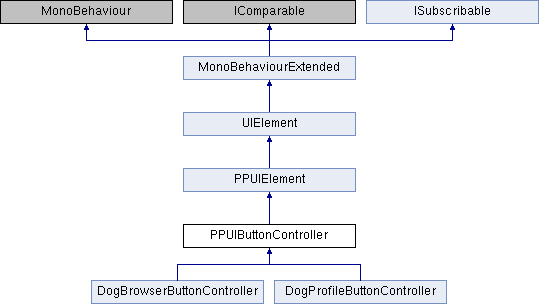 MonoBehaviour
IComparable
ISubscribable
MonoBehaviourExtended
UIElement
PPUIElement
PPUIButtonController
DogBrowserButtonController
DogProfileButtonController